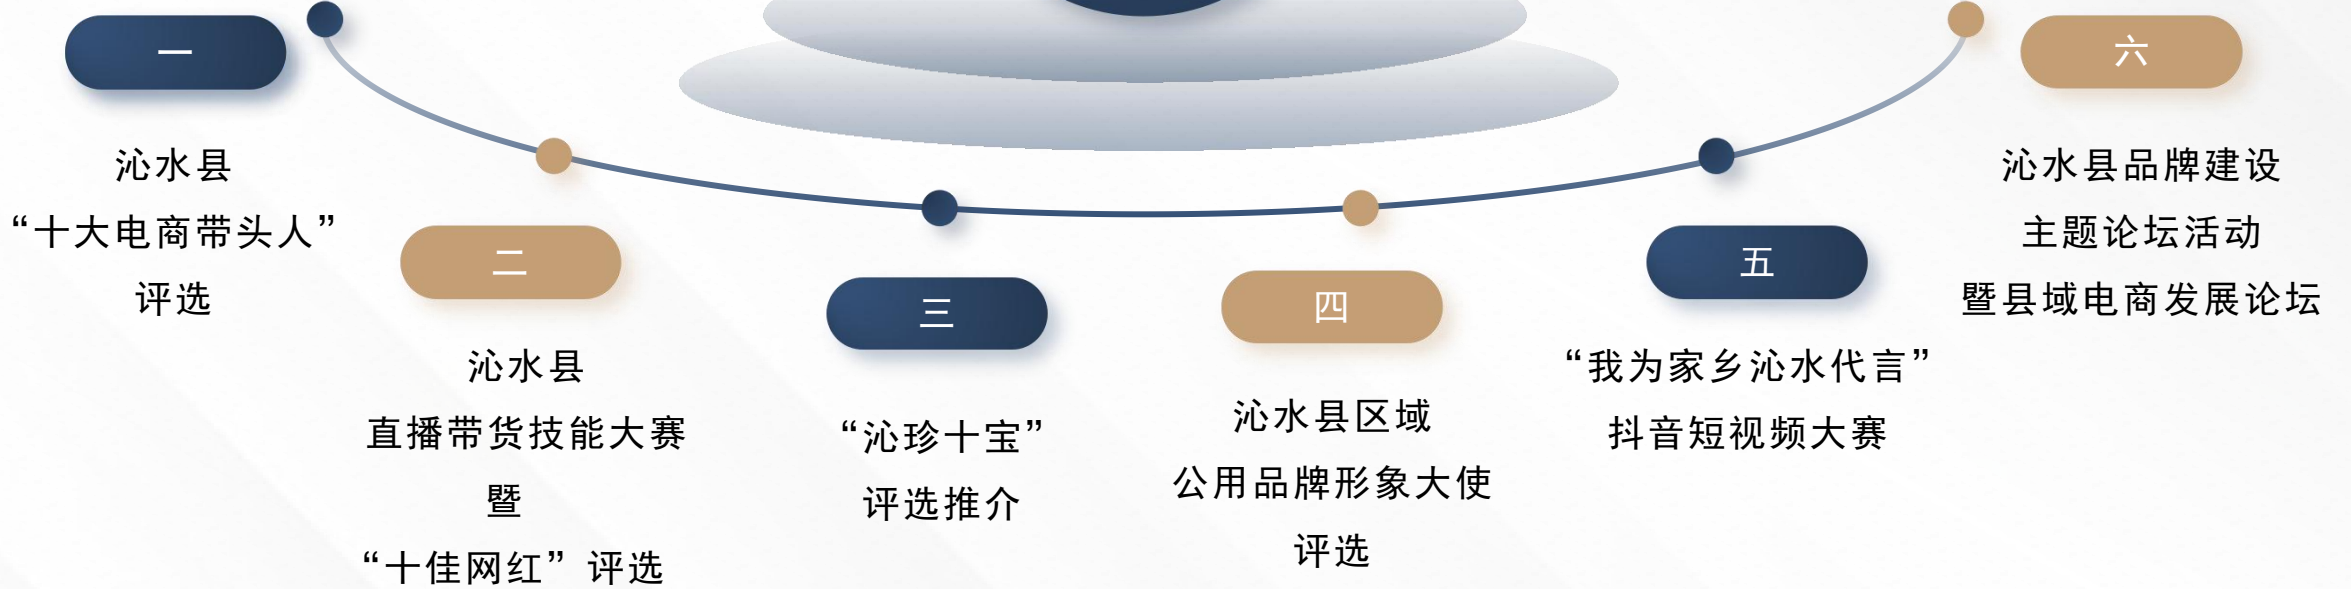 一
沁水县
“十大电商带头人”
评选
二
沁水县
直播带货技能大赛
暨
“十佳网红”评选
三
“沁珍十宝”
评选推介
四
沁水县区域
公用品牌形象大使
评选
五
“我为家乡沁水代言”
抖音短视频大赛
六
沁水县品牌建设
主题论坛活动
暨县域电商发展论坛